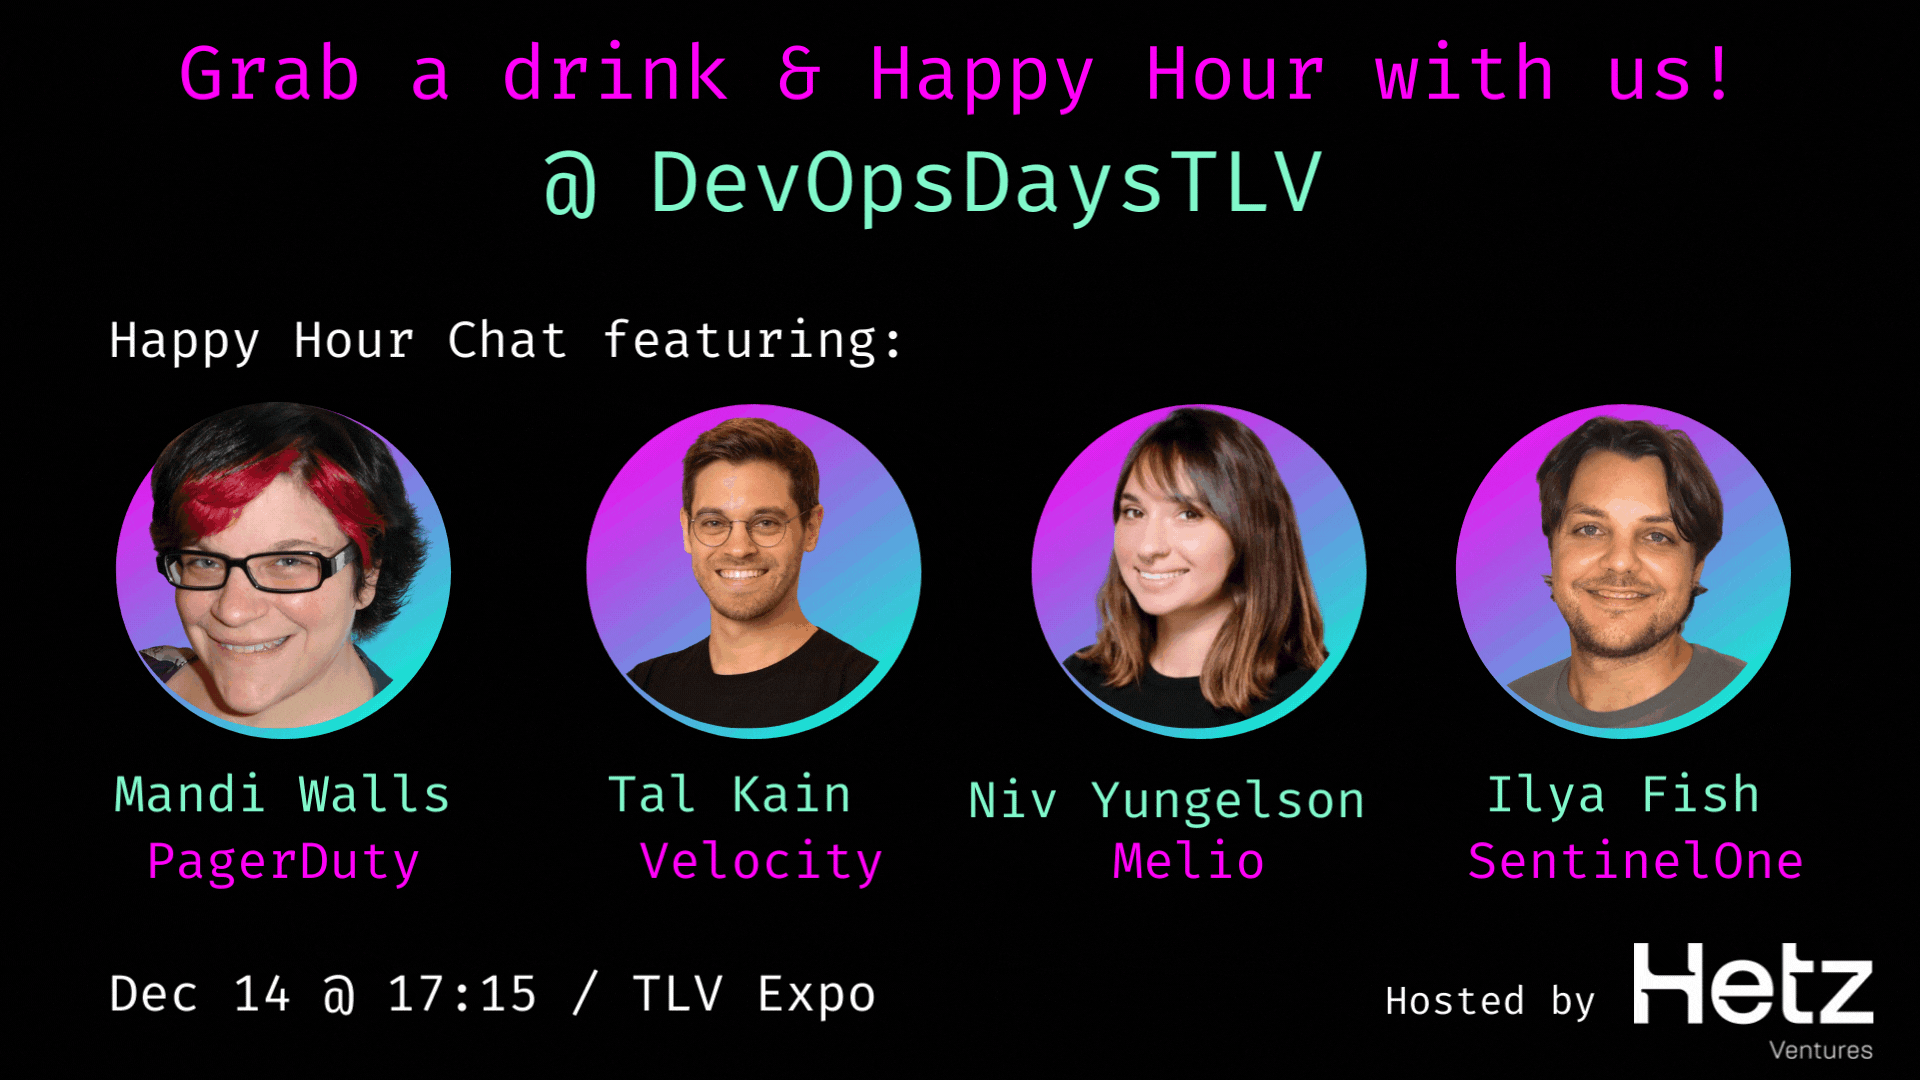 Grab a drink & Happy Hour with us!
@ DevOpsDaysTLV
Happy Hour Chat featuring:
Mandi Walls
PagerDuty
Tal Kain
Velocity
Niv Yungelson
Melio
Ilya Fish
SentinelOne
Dec 14 @ 17:15 / TLV Expo
Hosted by
Hetz
Ventures